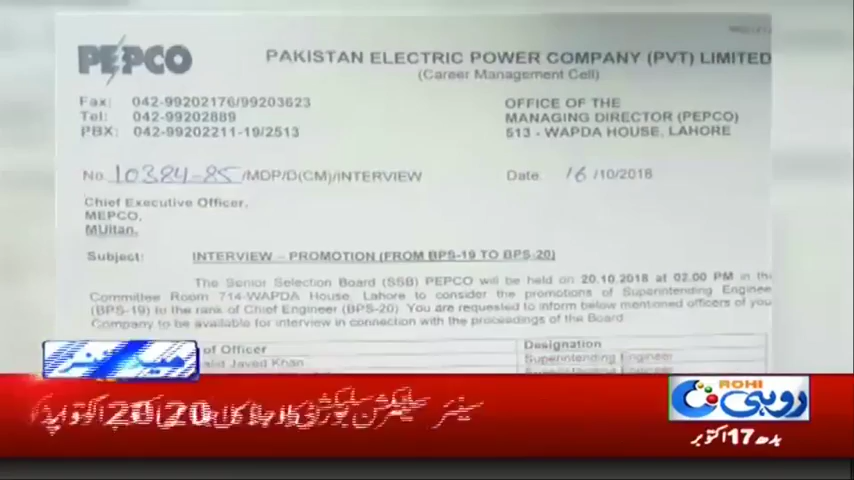 PEPCO
PAKISTAN ELECTRIC POWER COMPANY (PVT) LIMITED
(Career Management Cell)
Fax: 042-99202176/99203623
Tel: 042-99202889
PBX: 042-99202211-19/2513
OFFICE OF THE
MANAGING DIRECTOR (PEPCO)
513 - WAPDA HOUSE, LAHORE
No. 10384-85/MDP/D(CM)/INTERVIEW
Date. 16/10/2018
Chief Executive Officer,
MEPCO,
MUltan.
Subject: INTERVIEW – PROMOTION (FROM BPS-19 TO BPS-20)
The Senior Selection Board (SSB) PEPCO will be held on 20.10.2018 at 02.00 PM in the
Committee Room 714-WAPDA House, Lahore to consider the promotions of Superintending Enginee
(BPS-19) to the rank of Chief Engineer (BPS-20). You are requested to inform below mentioned officers of you
Company to be available for interview in connection with the proceedings of the Board
of Officer
Designation
alid Javed Khan
Superintending Engineer
Superintending Engineer
ROHI
روہی
بدھ 17 اکتوبر